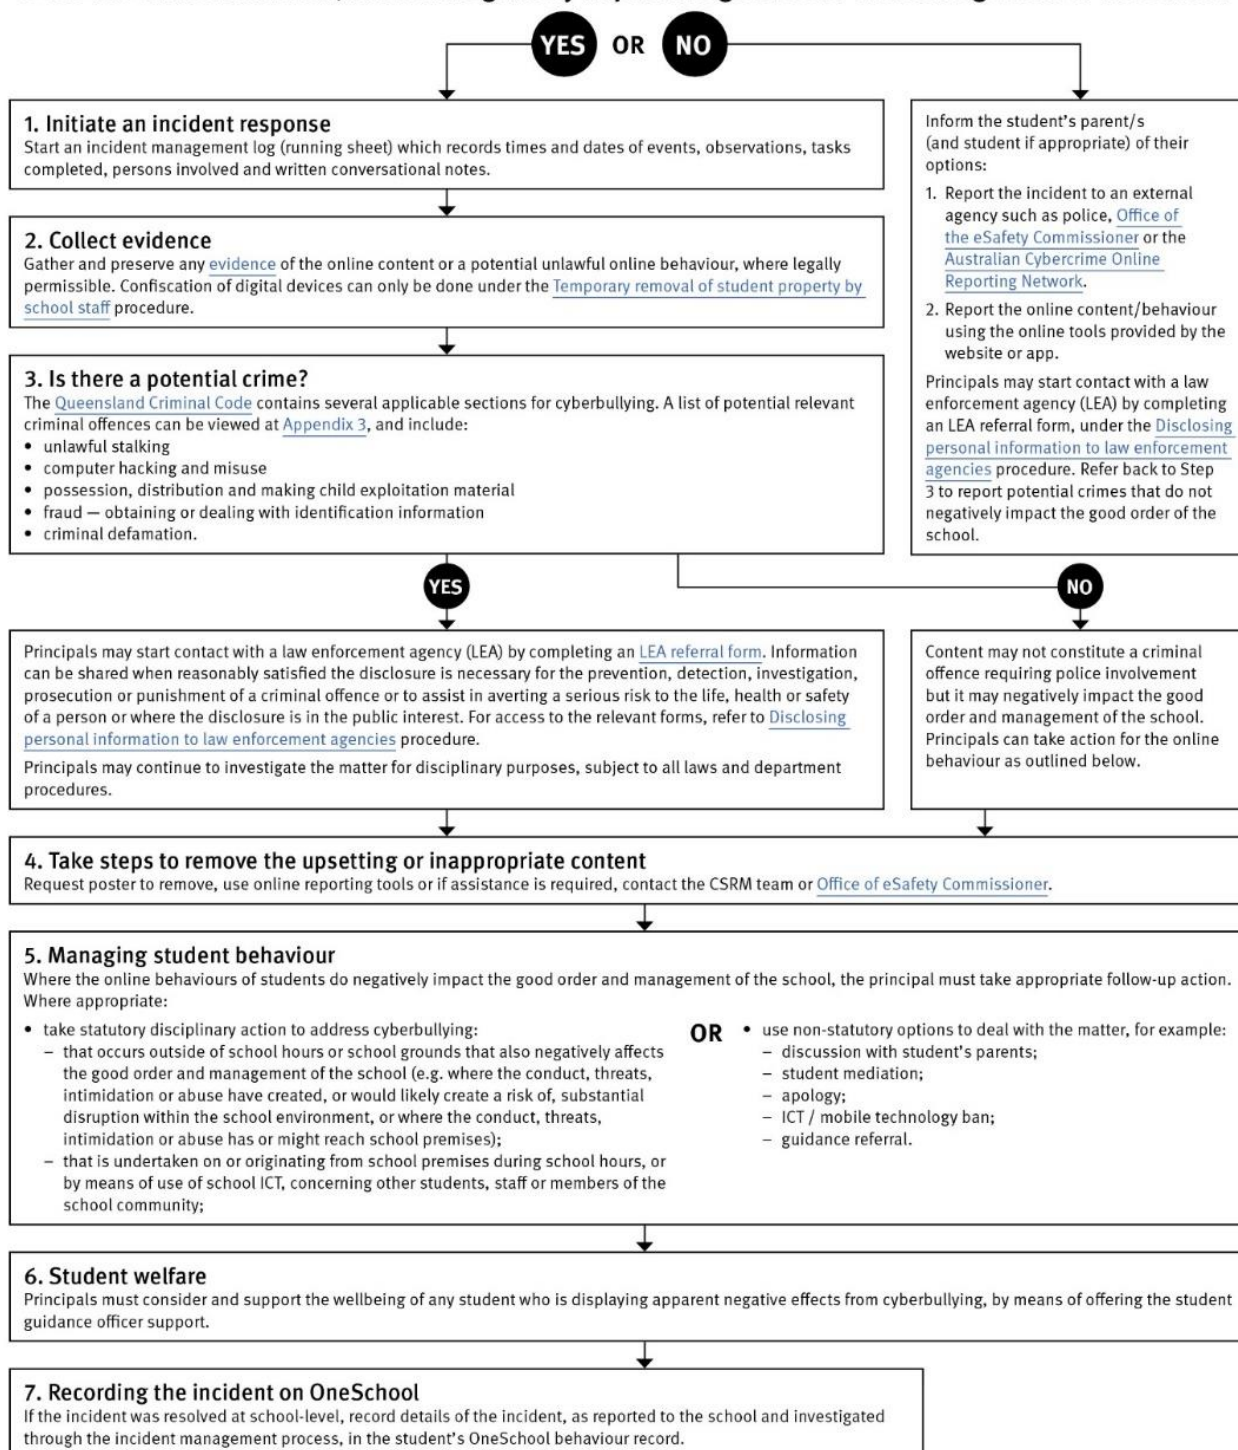 YES OR NO
1. Initiate an incident response
Start an incident management log (running sheet) which records times and dates of events, observations, tasks
completed, persons involved and written conversational notes.
2. Collect evidence
Gather and preserve any evidence of the online content or a potential unlawful online behaviour, where legally
permissible. Confiscation of digital devices can only be done under the Temporary removal of student property by
school staff procedure.
3. Is there a potential crime?
The Queensland Criminal Code contains several applicable sections for cyberbullying. A list of potential relevant
criminal offences can be viewed at Appendix 3, and include:
• unlawful stalking
• computer hacking and misuse
• possession, distribution and making child exploitation material
• fraud — obtaining or dealing with identification information
• criminal defamation.
Inform the student's parent/s
(and student if appropriate) of their
options:
1. Report the incident to an external
agency such as police, Office of
the eSafety Commissioner or the
Australian Cybercrime Online
Reporting Network.
2. Report the online content/behaviour
using the online tools provided by the
website or app.
Principals may start contact with a law
enforcement agency (LEA) by completing
an LEA referral form, under the Disclosing
personal information to law enforcement
agencies procedure. Refer back to Step
3 to report potential crimes that do not
negatively impact the good order of the
school.
YES
NO
Principals may start contact with a law enforcement agency (LEA) by completing an LEA referral form. Information
can be shared when reasonably satisfied the disclosure is necessary for the prevention, detection, investigation,
prosecution or punishment of a criminal offence or to assist in averting a serious risk to the life, health or safety
of a person or where the disclosure is in the public interest. For access to the relevant forms, refer to Disclosing
personal information to law enforcement agencies procedure.
Principals may continue to investigate the matter for disciplinary purposes, subject to all laws and department
procedures.
Content may not constitute a criminal
offence requiring police involvement
but it may negatively impact the good
order and management of the school.
Principals can take action for the online
behaviour as outlined below.
4. Take steps to remove the upsetting or inappropriate content
Request poster to remove, use online reporting tools or if assistance is required, contact the CSRM team or Office of eSafety Commissioner.
5. Managing student behaviour
Where the online behaviours of students do negatively impact the good order and management of the school, the principal must take appropriate follow-up action.
Where appropriate:
• take statutory disciplinary action to address cyberbullying:
– that occurs outside of school hours or school grounds that also negatively affects
the good order and management of the school (e.g. where the conduct, threats,
intimidation or abuse have created, or would likely create a risk of, substantial
disruption within the school environment, or where the conduct, threats,
intimidation or abuse has or might reach school premises);
– that is undertaken on or originating from school premises during school hours, or
by means of use of school ICT, concerning other students, staff or members of the
school community;
OR
• use non-statutory options to deal with the matter, for example:
– discussion with student's parents;
– student mediation;
– apology;
– ICT / mobile technology ban;
– guidance referral.
6. Student welfare
Principals must consider and support the wellbeing of any student who is displaying apparent negative effects from cyberbullying, by means of offering the student
guidance officer support.
7. Recording the incident on OneSchool
If the incident was resolved at school-level, record details of the incident, as reported to the school and investigated
through the incident management process, in the student's OneSchool behaviour record.